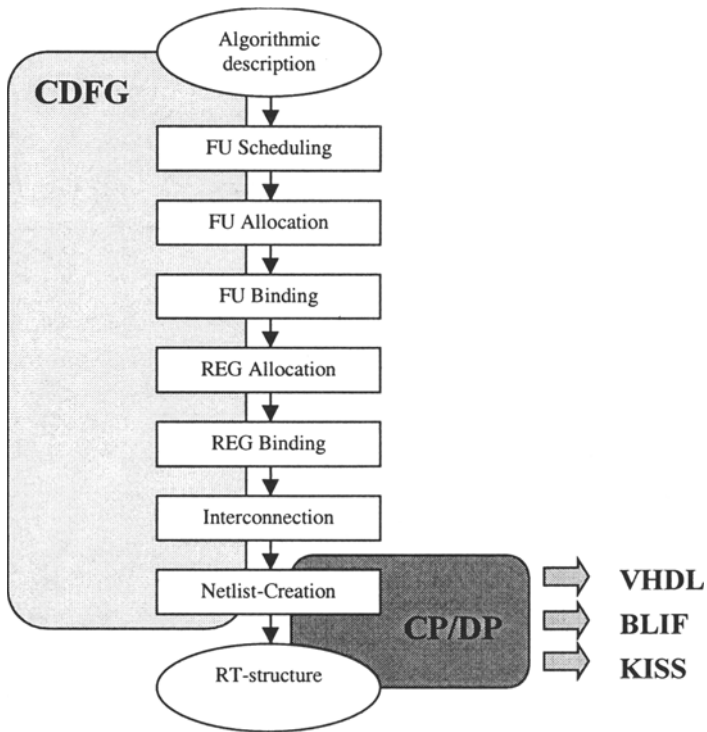 Algorithmic
description
CDFG
FU Scheduling
FU Allocation
FU Binding
REG Allocation
REG Binding
Interconnection
Netlist-Creation
CP/DP
RT-structure
VHDL
BLIF
KISS